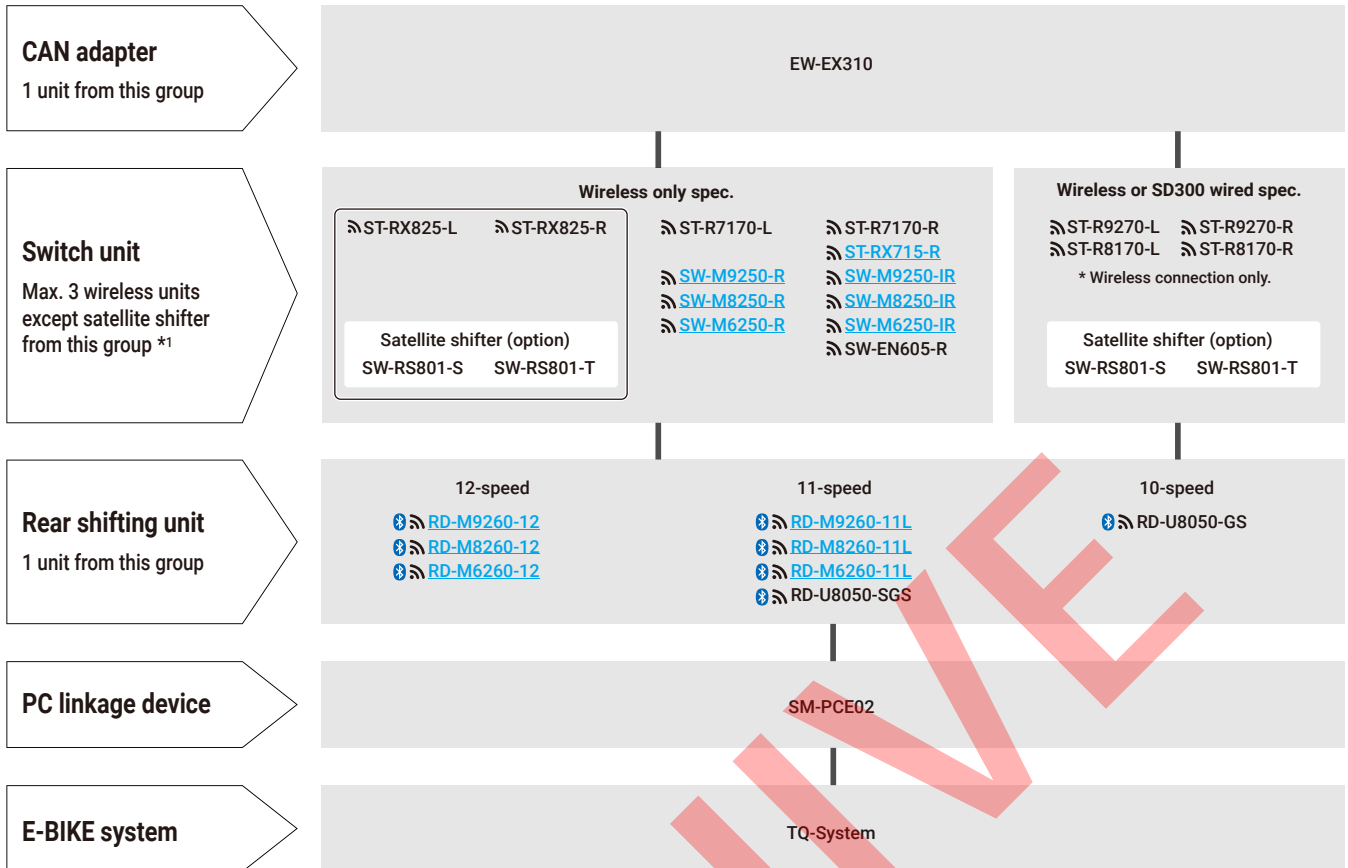 CAN adapter
1 unit from this group
EW-EX310
Switch unit
Max. 3 wireless units
except satellite shifter
from this group *1
Wireless only spec.
ST-RX825-L ST-RX825-R
Satellite shifter (option)
SW-RS801-S SW-RS801-T
ST-R7170-L
SW-M9250-R
SW-M8250-R
SW-M6250-R
ST-R7170-R
ST-RX715-R
SW-M9250-IR
SW-M8250-IR
SW-M6250-IR
SW-EN605-R
Wireless or SD300 wired spec.
ST-R9270-L ST-R9270-R
ST-R8170-L ST-R8170-R
* Wireless connection only.
Satellite shifter (option)
SW-RS801-S SW-RS801-T
Rear shifting unit
1 unit from this group
12-speed
RD-M9260-12
RD-M8260-12
RD-M6260-12
11-speed
RD-M9260-11L
RD-M8260-11L
RD-M6260-11L
RD-U8050-SGS
10-speed
RD-U8050-GS
PC linkage device
SM-PCE02
E-BIKE system
TQ-System